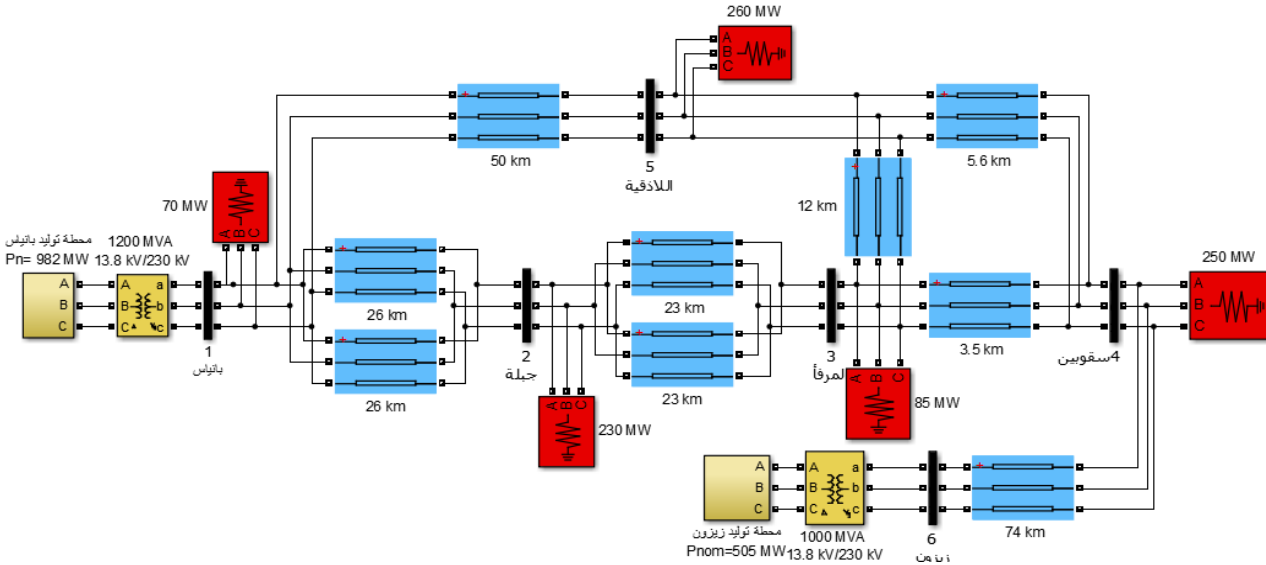 260 MW
A
B
C
50 km
5.6 km
5
اللاذقية
12 km
70 MW
A B C
محطة توليد بانياس
Pn= 982 MW
1200 MVA
13.8 kV/230 kV
A
B
C
A a
B b
C c
1
بانياس
26 km
26 km
2
جبلة
23 km
23 km
3
المرفأ
3.5 km
4سقوبين
250 MW
A
B
C
A B C
230 MW
A B C
85 MW
A
B
C
A a
B b
C c
محطة توليد زيزون
Pnom=505 MW
1000 MVA
13.8 kV/230 kV
6
زيزون
74 km